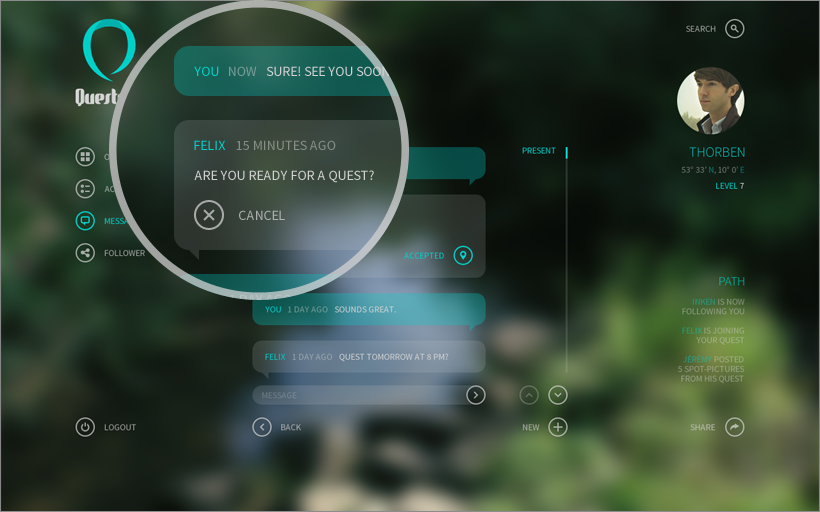 SEARCH
Quest
YOU NOW SURE! SEE YOU SOON
FELIX 15 MINUTES AGO
ARE YOU READY FOR A QUEST?
CANCEL
PRESENT
THORBEN
53° 33' N, 10° 0' E
LEVEL 7
FOLLOWER
ACCEPTED
PATH
INKEN IS NOW
FOLLOWING YOU
YOU 1 DAY AGO SOUNDS GREAT.
FELIX IS JOINING
YOUR QUEST
FELIX 1 DAY AGO QUEST TOMORROW AT 8 PM?
JEREMY POSTED
5 SPOT-PICTURES
FROM HIS QUEST
MESSAGE
LOGOUT
BACK
NEW
SHARE